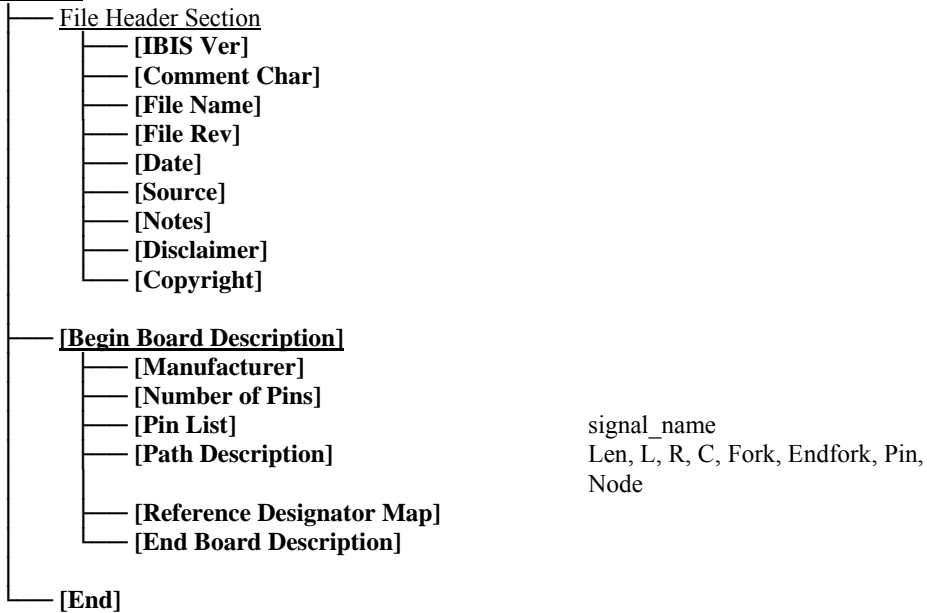 File Header Section
[IBIS Ver]
[Comment Char]
[File Name]
[File Rev]
[Date]
[Source]
[Notes]
[Disclaimer]
[Copyright]
[Begin Board Description]
[Manufacturer]
[Number of Pins]
[Pin List] signal_name
[Path Description] Len, L, R, C, Fork, Endfork, Pin,
Node
[Reference Designator Map]
[End Board Description]
[End]